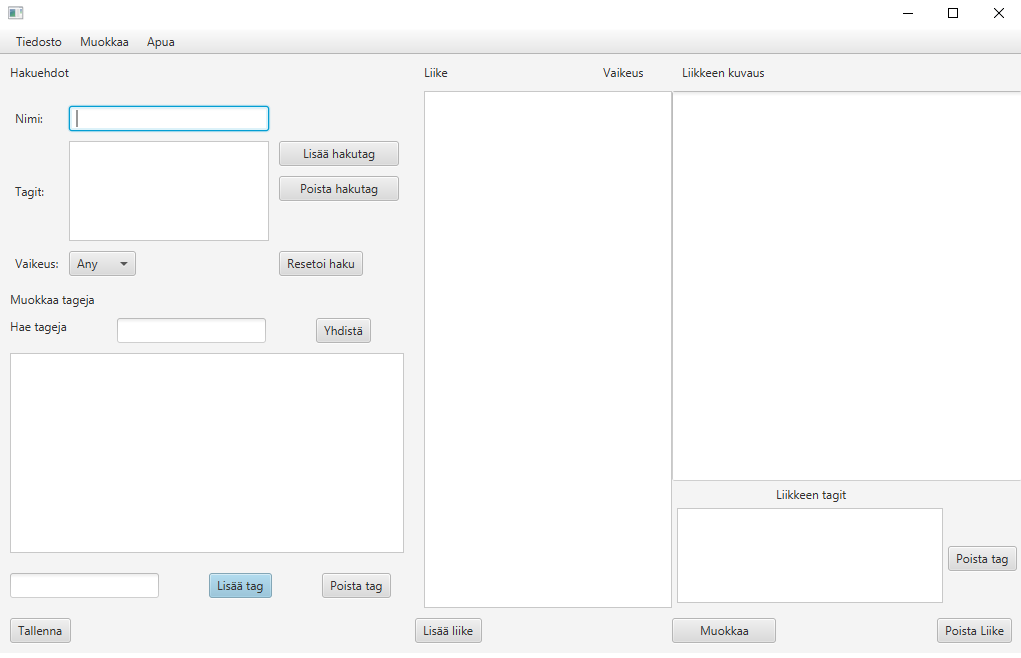 Tiedosto Muokkaa Apua
Hakuehdot
Liike Vaikeus Liikkeen kuvaus
Nimi:
Lisää hakutag
Poista hakutag
Tagit:
Vaikeus: Any Resetoi haku
Muokkaa tageja
Hae tageja Yhdistä
Liikkeen tagit
Poista tag
Lisää tag Poista tag
Tallenna Lisää liike Muokkaa Poista Liike